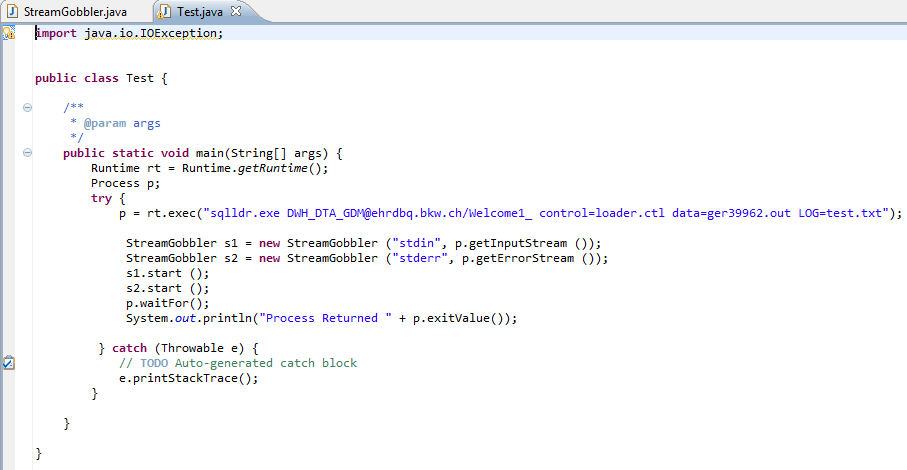 StreamGobbler.java Test.java
import java.io.IOException;
public class Test {
/**
* @param args
*/
public static void main(String[] args) {
Runtime rt = Runtime.getRuntime();
Process p;
try {
p = rt.exec("sqlldr.exe DWH_DTA_GDM@ehrdbq.bkw.ch/Welcome1_ control=loader.ctl data=ger39962.out LOG=test.txt");
StreamGobbler s1 = new StreamGobbler ("stdin", p.getInputStream ());
StreamGobbler s2 = new StreamGobbler ("stderr", p.getErrorStream ());
s1.start ();
s2.start ();
p.waitFor();
System.out.println("Process Returned " + p.exitValue());
} catch (Throwable e) {
// TODO Auto-generated catch block
e.printStackTrace();
}
}
}